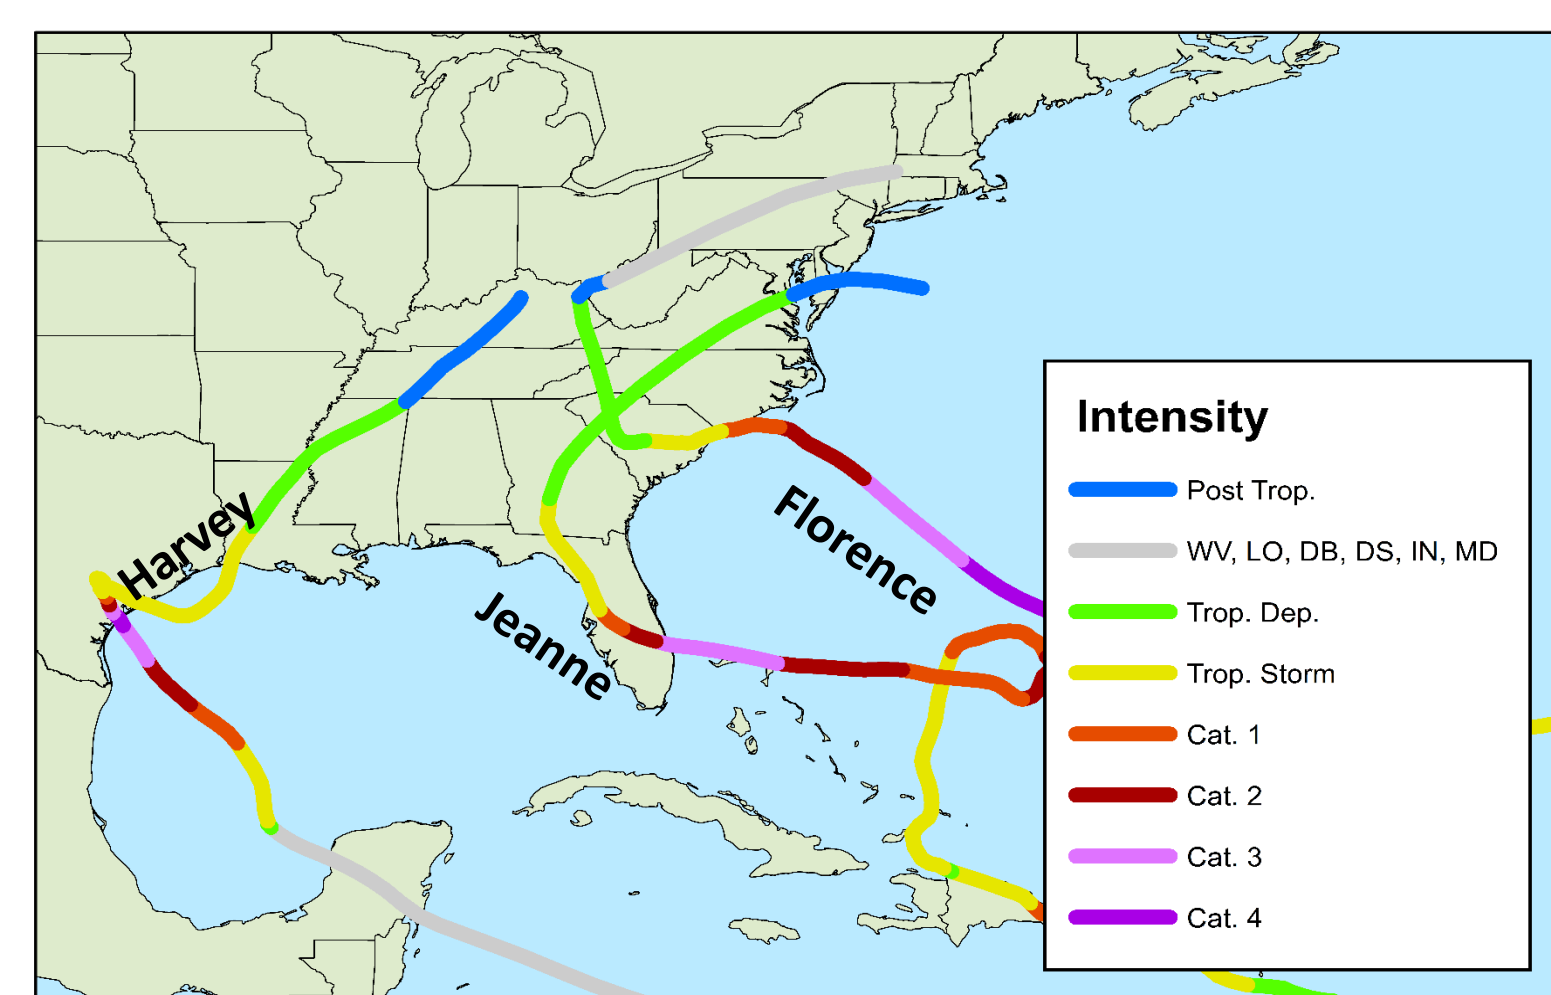 Harvey
Jeanne
Florence
Intensity
Post Trop.
WV, LO, DB, DS, IN, MD
Trop. Dep.
Trop. Storm
Cat. 1
Cat. 2
Cat. 3
Cat. 4